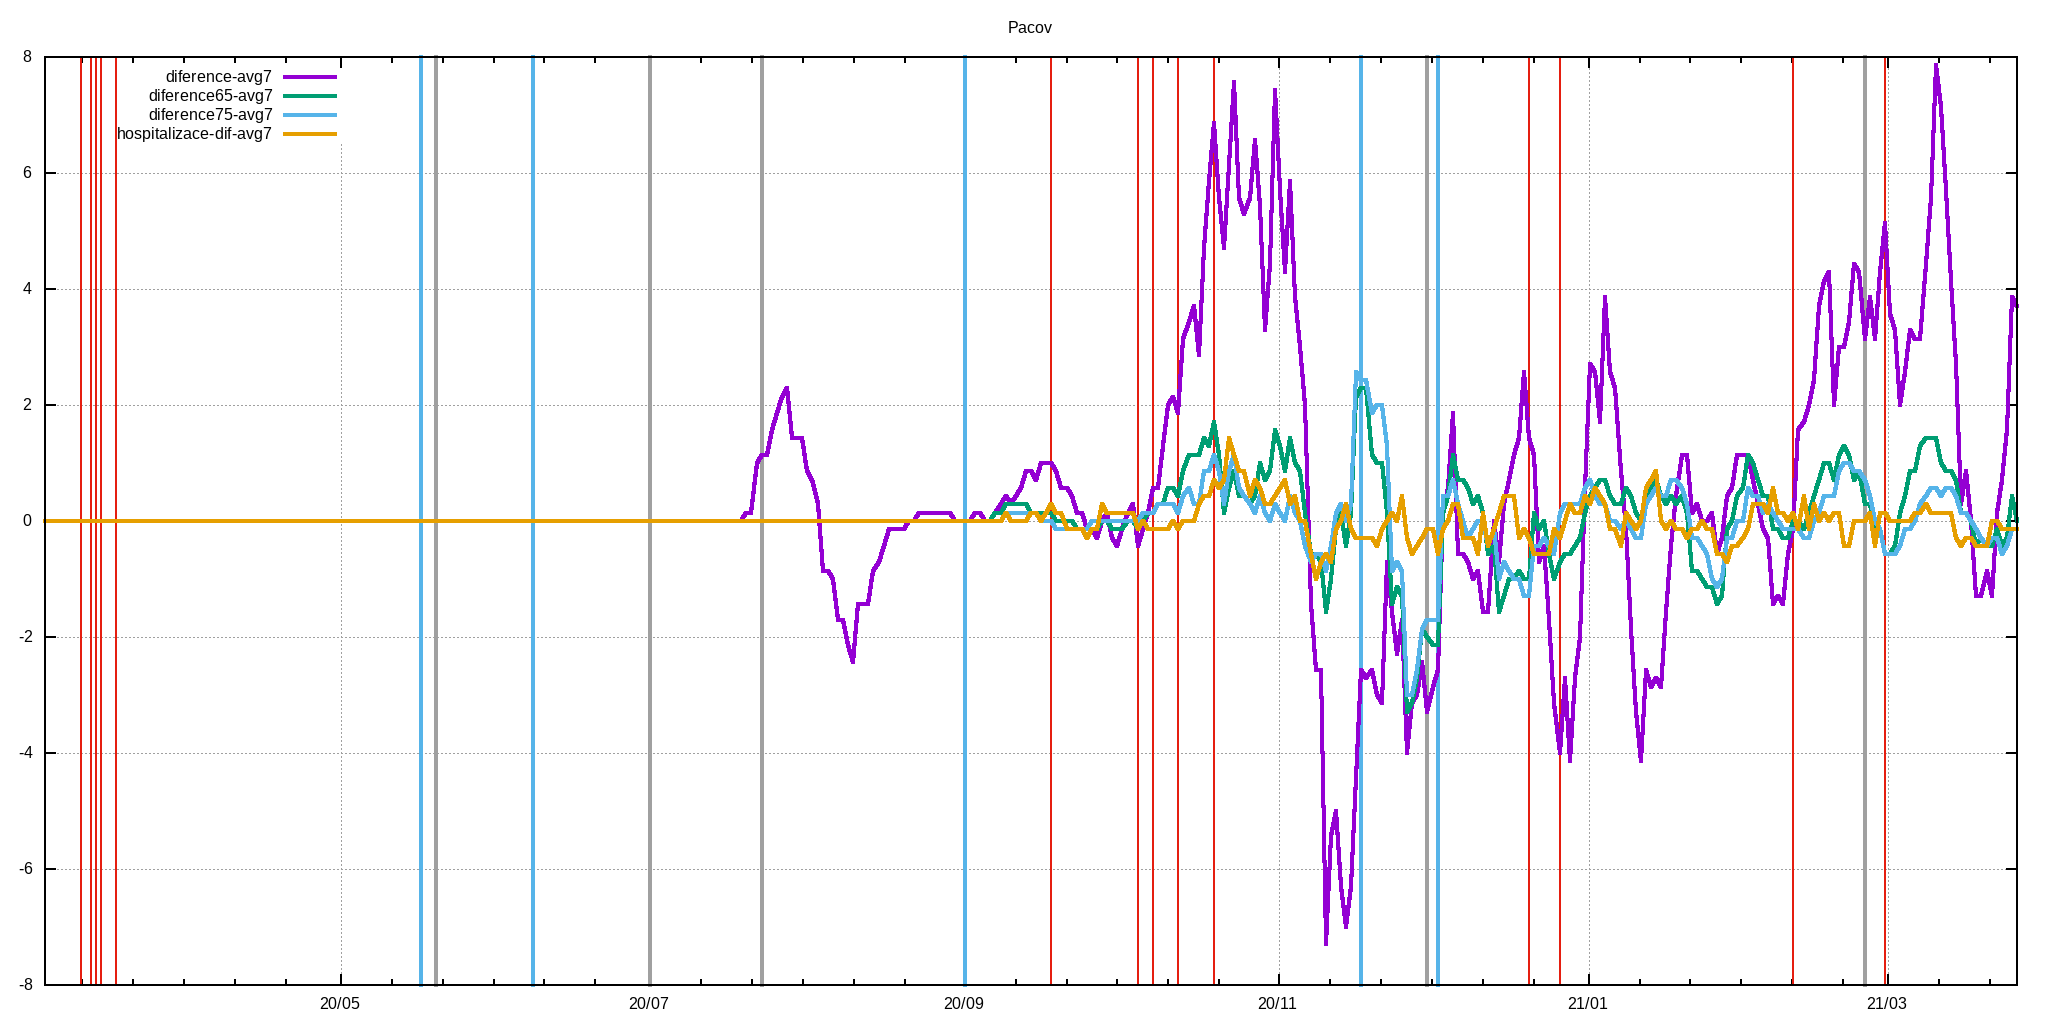 Pacov
diference-avg7
diference65-avg7
diference75-avg7
hospitalizace-dif-avg7
8
6
4
2
0
-2
-4
-6
-8
20/05 20/07 20/09 20/11 21/01 21/03